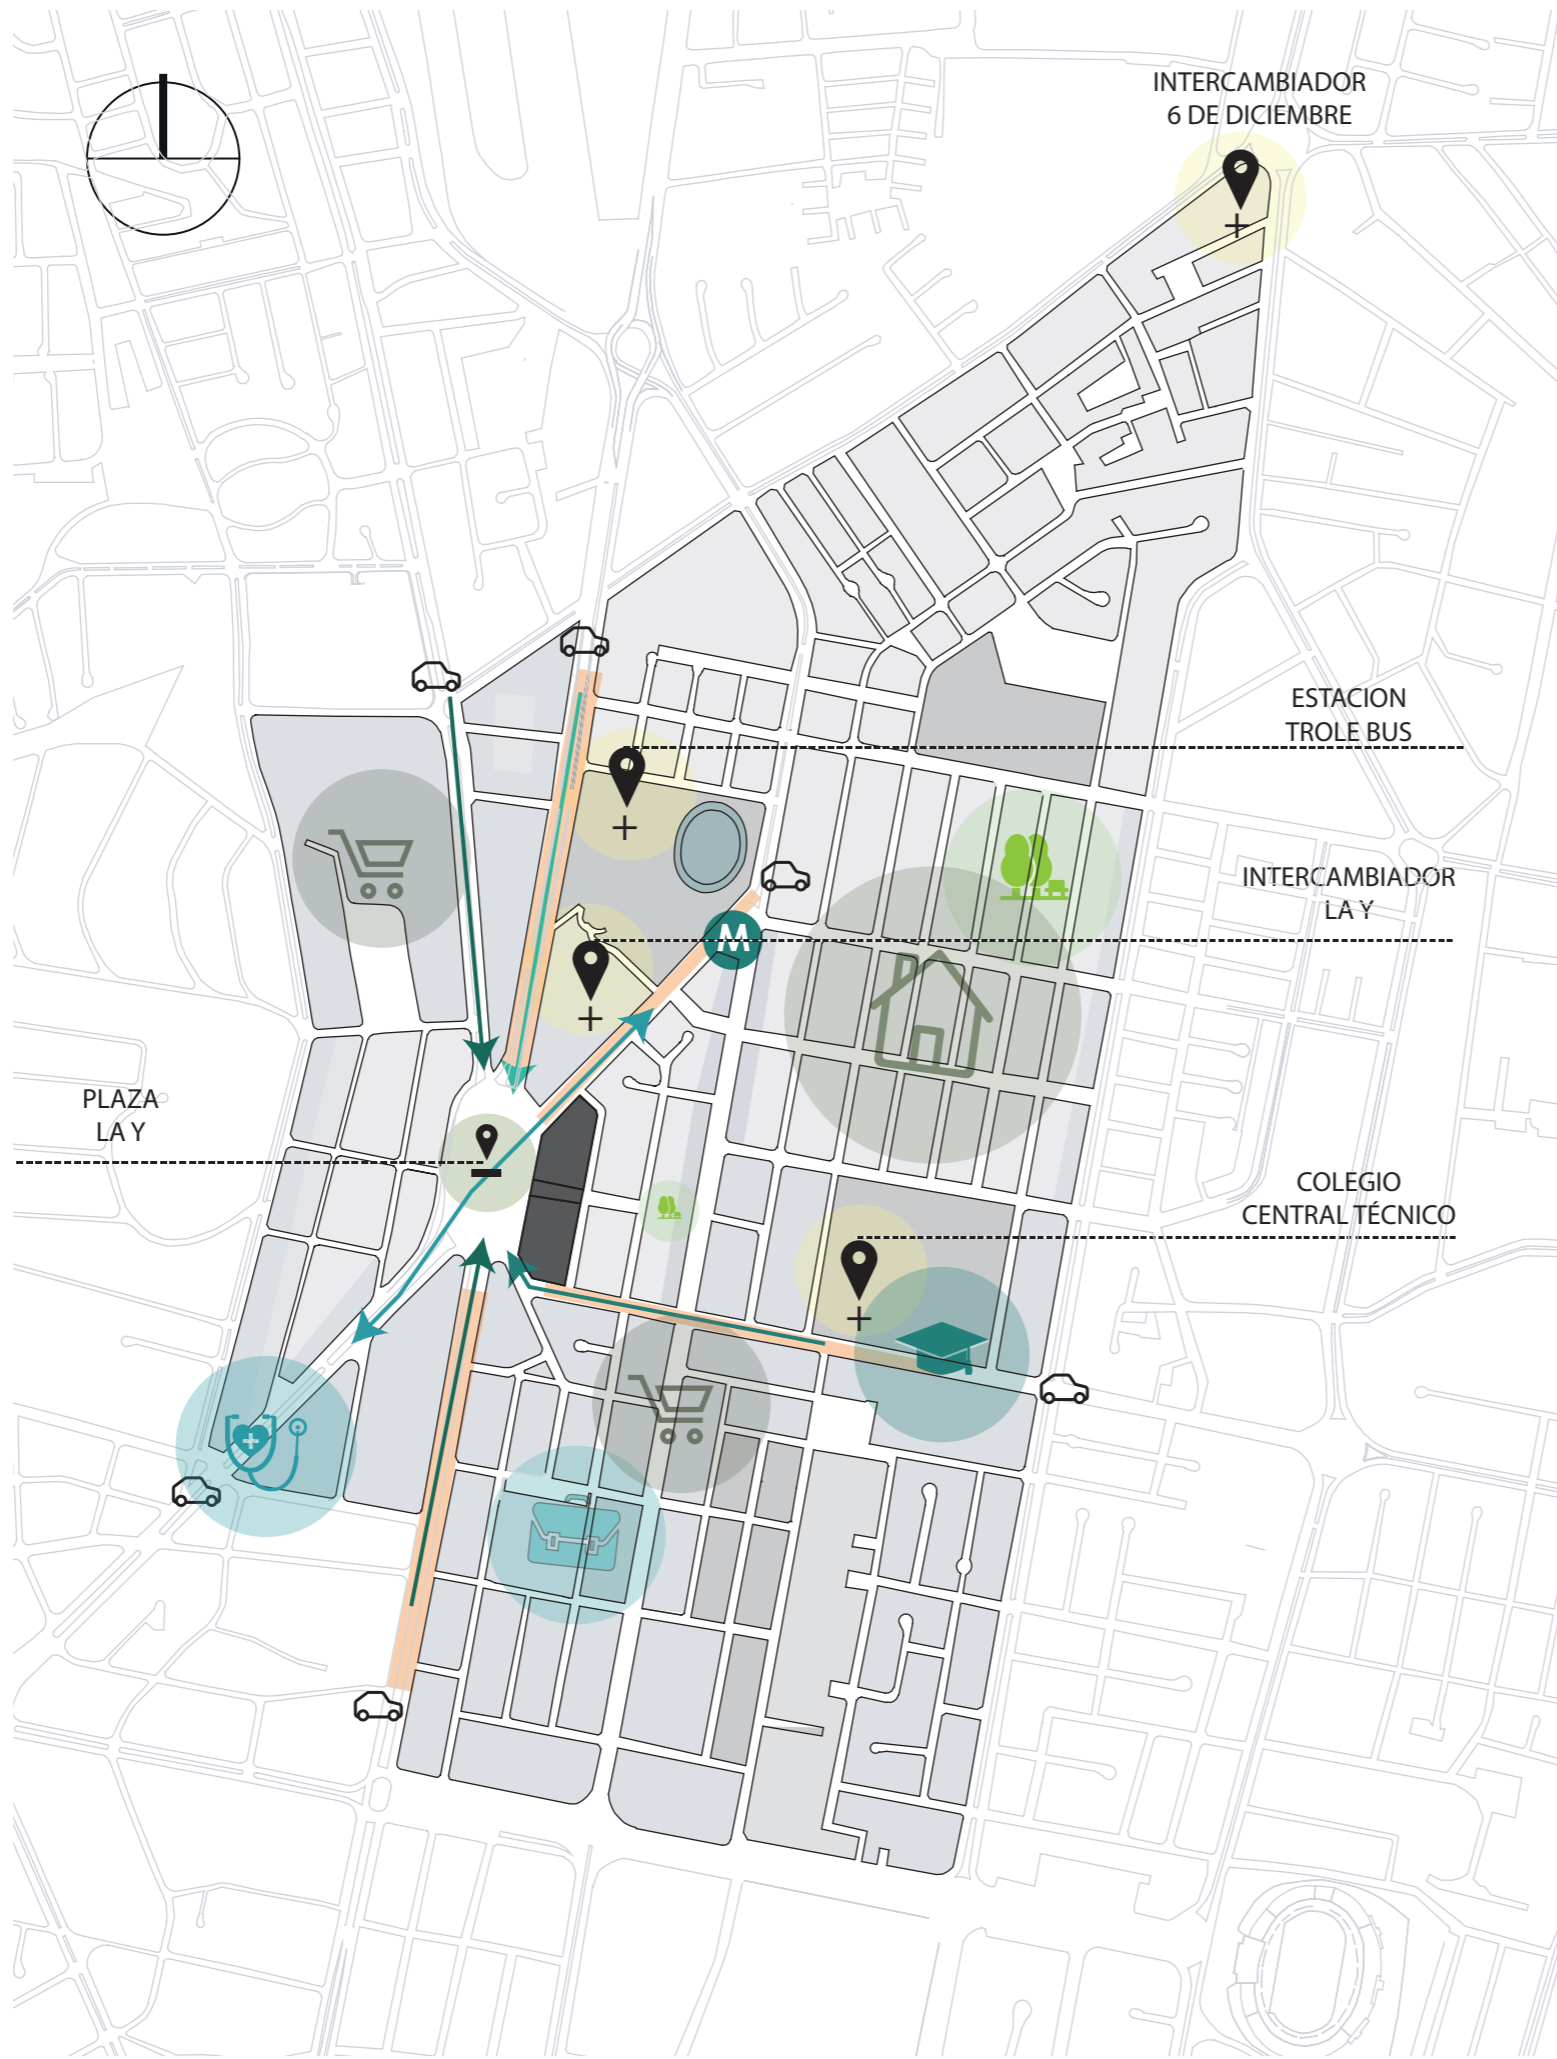 INTERCAMBIADOR
6 DE DICIEMBRE
ESTACION
TROLE BUS
INTERCAMBIADOR
LA Y
M
PLAZA
LA Y
COLEGIO
CENTRAL TÉCNICO